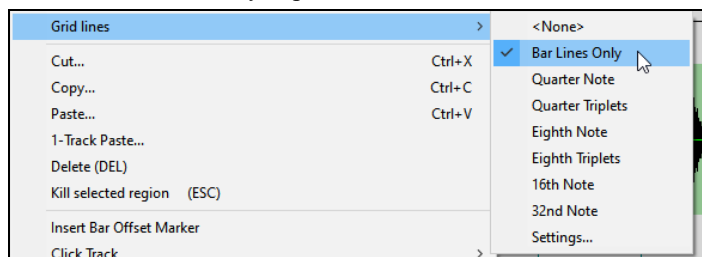 Grid lines >
Cut... Ctrl+X
Copy... Ctrl+C
Paste... Ctrl+V
1-Track Paste...
Delete (DEL)
Kill selected region (ESC)
Insert Bar Offset Marker
Click Track >
<None>
Bar Lines Only
Quarter Note
Quarter Triplets
Eighth Note
Eighth Triplets
16th Note
32nd Note
Settings...